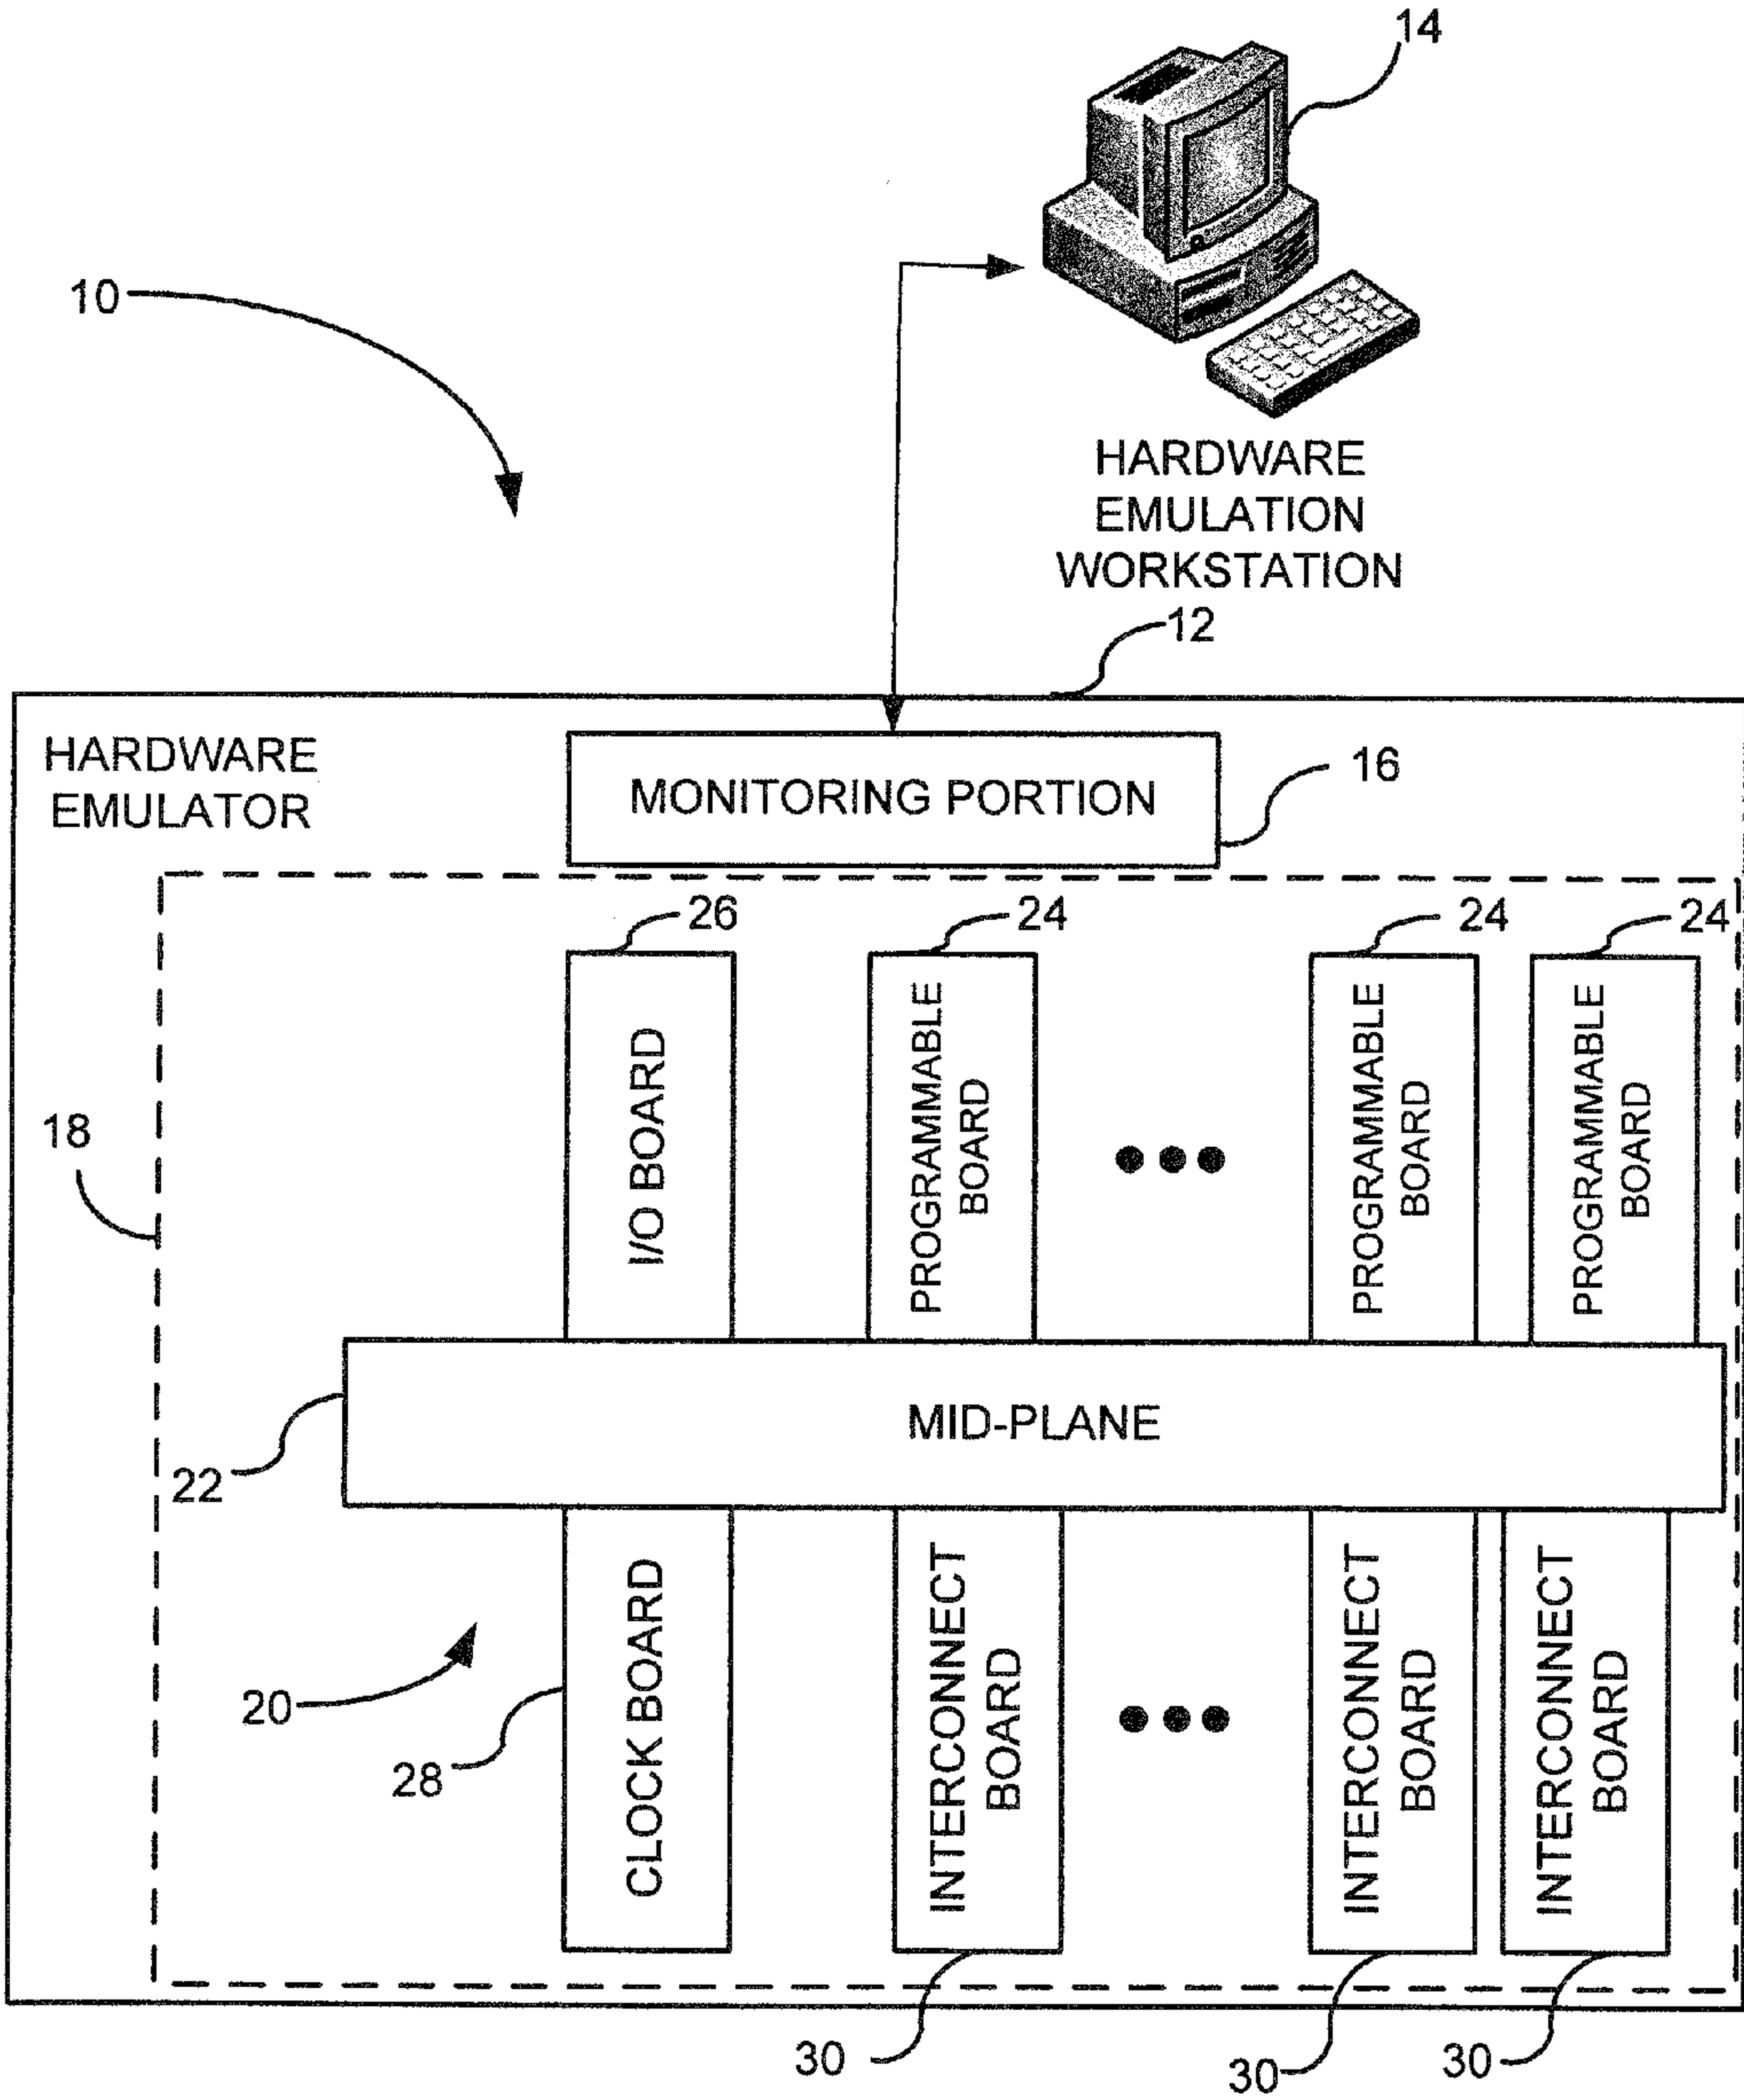 14
10
HARDWARE
EMULATION
WORKSTATION
12
HARDWARE
EMULATOR
MONITORING PORTION
16
26
24
24
24
I/O BOARD
PROGRAMMABLE
BOARD
PROGRAMMABLE
BOARD
PROGRAMMABLE
BOARD
18
MID-PLANE
22
CLOCK BOARD
INTERCONNECT
BOARD
INTERCONNECT
BOARD
INTERCONNECT
BOARD
20
28
30
30
30